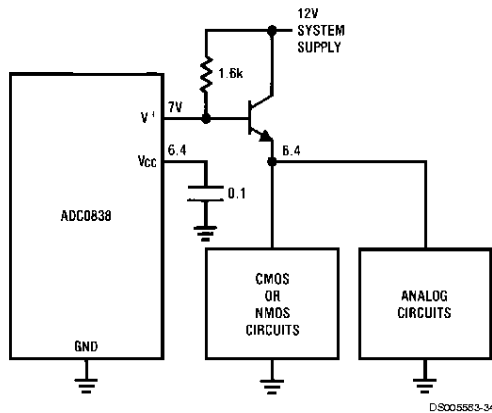 12V
SYSTEM
SUPPLY
1.6k
V+
7V
VCC
6.4
6.4
0.1
ADC0838
GND
CMOS
OR
NMOS
CIRCUITS
ANALOG
CIRCUITS
DS005583-34